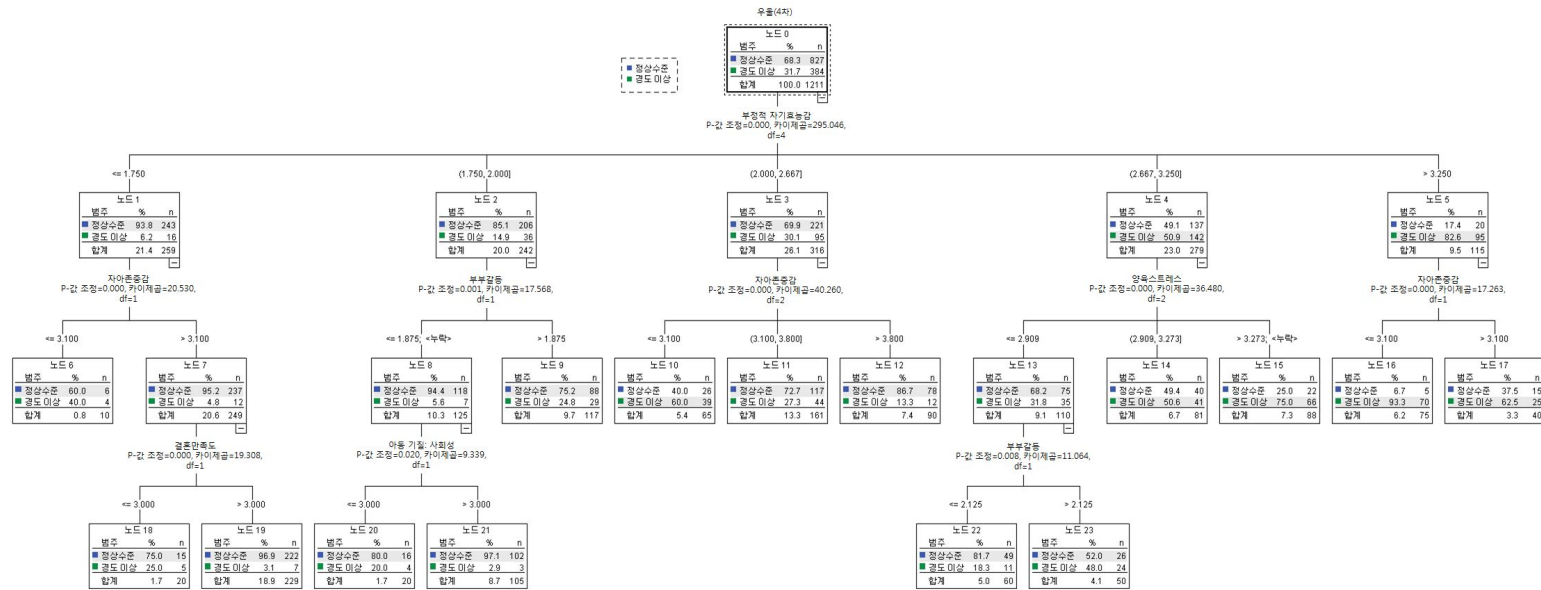 우울(4차)
정상수준
경도 이상
노드 0
범주 % n
정상수준 68.3 827
경도 이상 31.7 384
합계 100.0 1211
부정적 자기효능감
P-값 조정=0.000, 카이제곱=295.046,
df=4
<= 1.750
(1.750, 2.000]
(2.000, 2.667]
(2.667, 3.250]
> 3.250
노드 1
범주 % n
정상수준 93.8 243
경도 이상 6.2 16
합계 21.4 259
자아존중감
P-값 조정=0.000, 카이제곱=20.530,
df=1
노드 2
범주 % n
정상수준 85.1 206
경도 이상 14.9 36
합계 20.0 242
부부갈등
P-값 조정=0.001, 카이제곱=17.568,
df=1
노드 3
범주 % n
정상수준 69.9 221
경도 이상 30.1 95
합계 26.1 316
자아존중감
P-값 조정=0.000, 카이제곱=40.260,
df=2
노드 4
범주 % n
정상수준 49.1 137
경도 이상 50.9 142
합계 23.0 279
양육스트레스
P-값 조정=0.000, 카이제곱=36.480,
df=2
노드 5
범주 % n
정상수준 17.4 20
경도 이상 82.6 95
합계 9.5 115
자아존중감
P-값 조정=0.000, 카이제곱=17.263,
df=1
<= 3.100
> 3.100
<= 1.875; <누락>
> 1.875
<= 3.100
(3.100, 3.800]
> 3.800
<= 2.909
(2.909, 3.273]
> 3.273; <누락>
<= 3.100
> 3.100
노드 6
범주 % n
정상수준 60.0 6
경도 이상 40.0 4
합계 0.8 10
노드 7
범주 % n
정상수준 95.2 237
경도 이상 4.8 12
합계 20.6 249
결혼만족도
P-값 조정=0.000, 카이제곱=19.308,
df=1
노드 8
범주 % n
정상수준 94.4 118
경도 이상 5.6 7
합계 10.3 125
아동 기질: 사회성
P-값 조정=0.020, 카이제곱=9.339,
df=1
노드 9
범주 % n
정상수준 75.2 88
경도 이상 24.8 29
합계 9.7 117
노드 10
범주 % n
정상수준 40.0 26
경도 이상 60.0 39
합계 5.4 65
노드 11
범주 % n
정상수준 72.7 117
경도 이상 27.3 44
합계 13.3 161
노드 12
범주 % n
정상수준 86.7 78
경도 이상 13.3 12
합계 7.4 90
노드 13
범주 % n
정상수준 68.2 75
경도 이상 31.8 35
합계 9.1 110
부부갈등
P-값 조정=0.008, 카이제곱=11.064,
df=1
노드 14
범주 % n
정상수준 49.4 40
경도 이상 50.6 41
합계 6.7 81
노드 15
범주 % n
정상수준 25.0 22
경도 이상 75.0 66
합계 7.3 88
노드 16
범주 % n
정상수준 6.7 5
경도 이상 93.3 70
합계 6.2 75
노드 17
범주 % n
정상수준 37.5 15
경도 이상 62.5 25
합계 3.3 40
<= 3.000
> 3.000
<= 3.000
> 3.000
<= 2.125
> 2.125
노드 18
범주 % n
정상수준 75.0 15
경도 이상 25.0 5
합계 1.7 20
노드 19
범주 % n
정상수준 96.9 222
경도 이상 3.1 7
합계 18.9 229
노드 20
범주 % n
정상수준 80.0 16
경도 이상 20.0 4
합계 1.7 20
노드 21
범주 % n
정상수준 97.1 102
경도 이상 2.9 3
합계 8.7 105
노드 22
범주 % n
정상수준 81.7 49
경도 이상 18.3 11
합계 5.0 60
노드 23
범주 % n
정상수준 52.0 26
경도 이상 48.0 24
합계 4.1 50